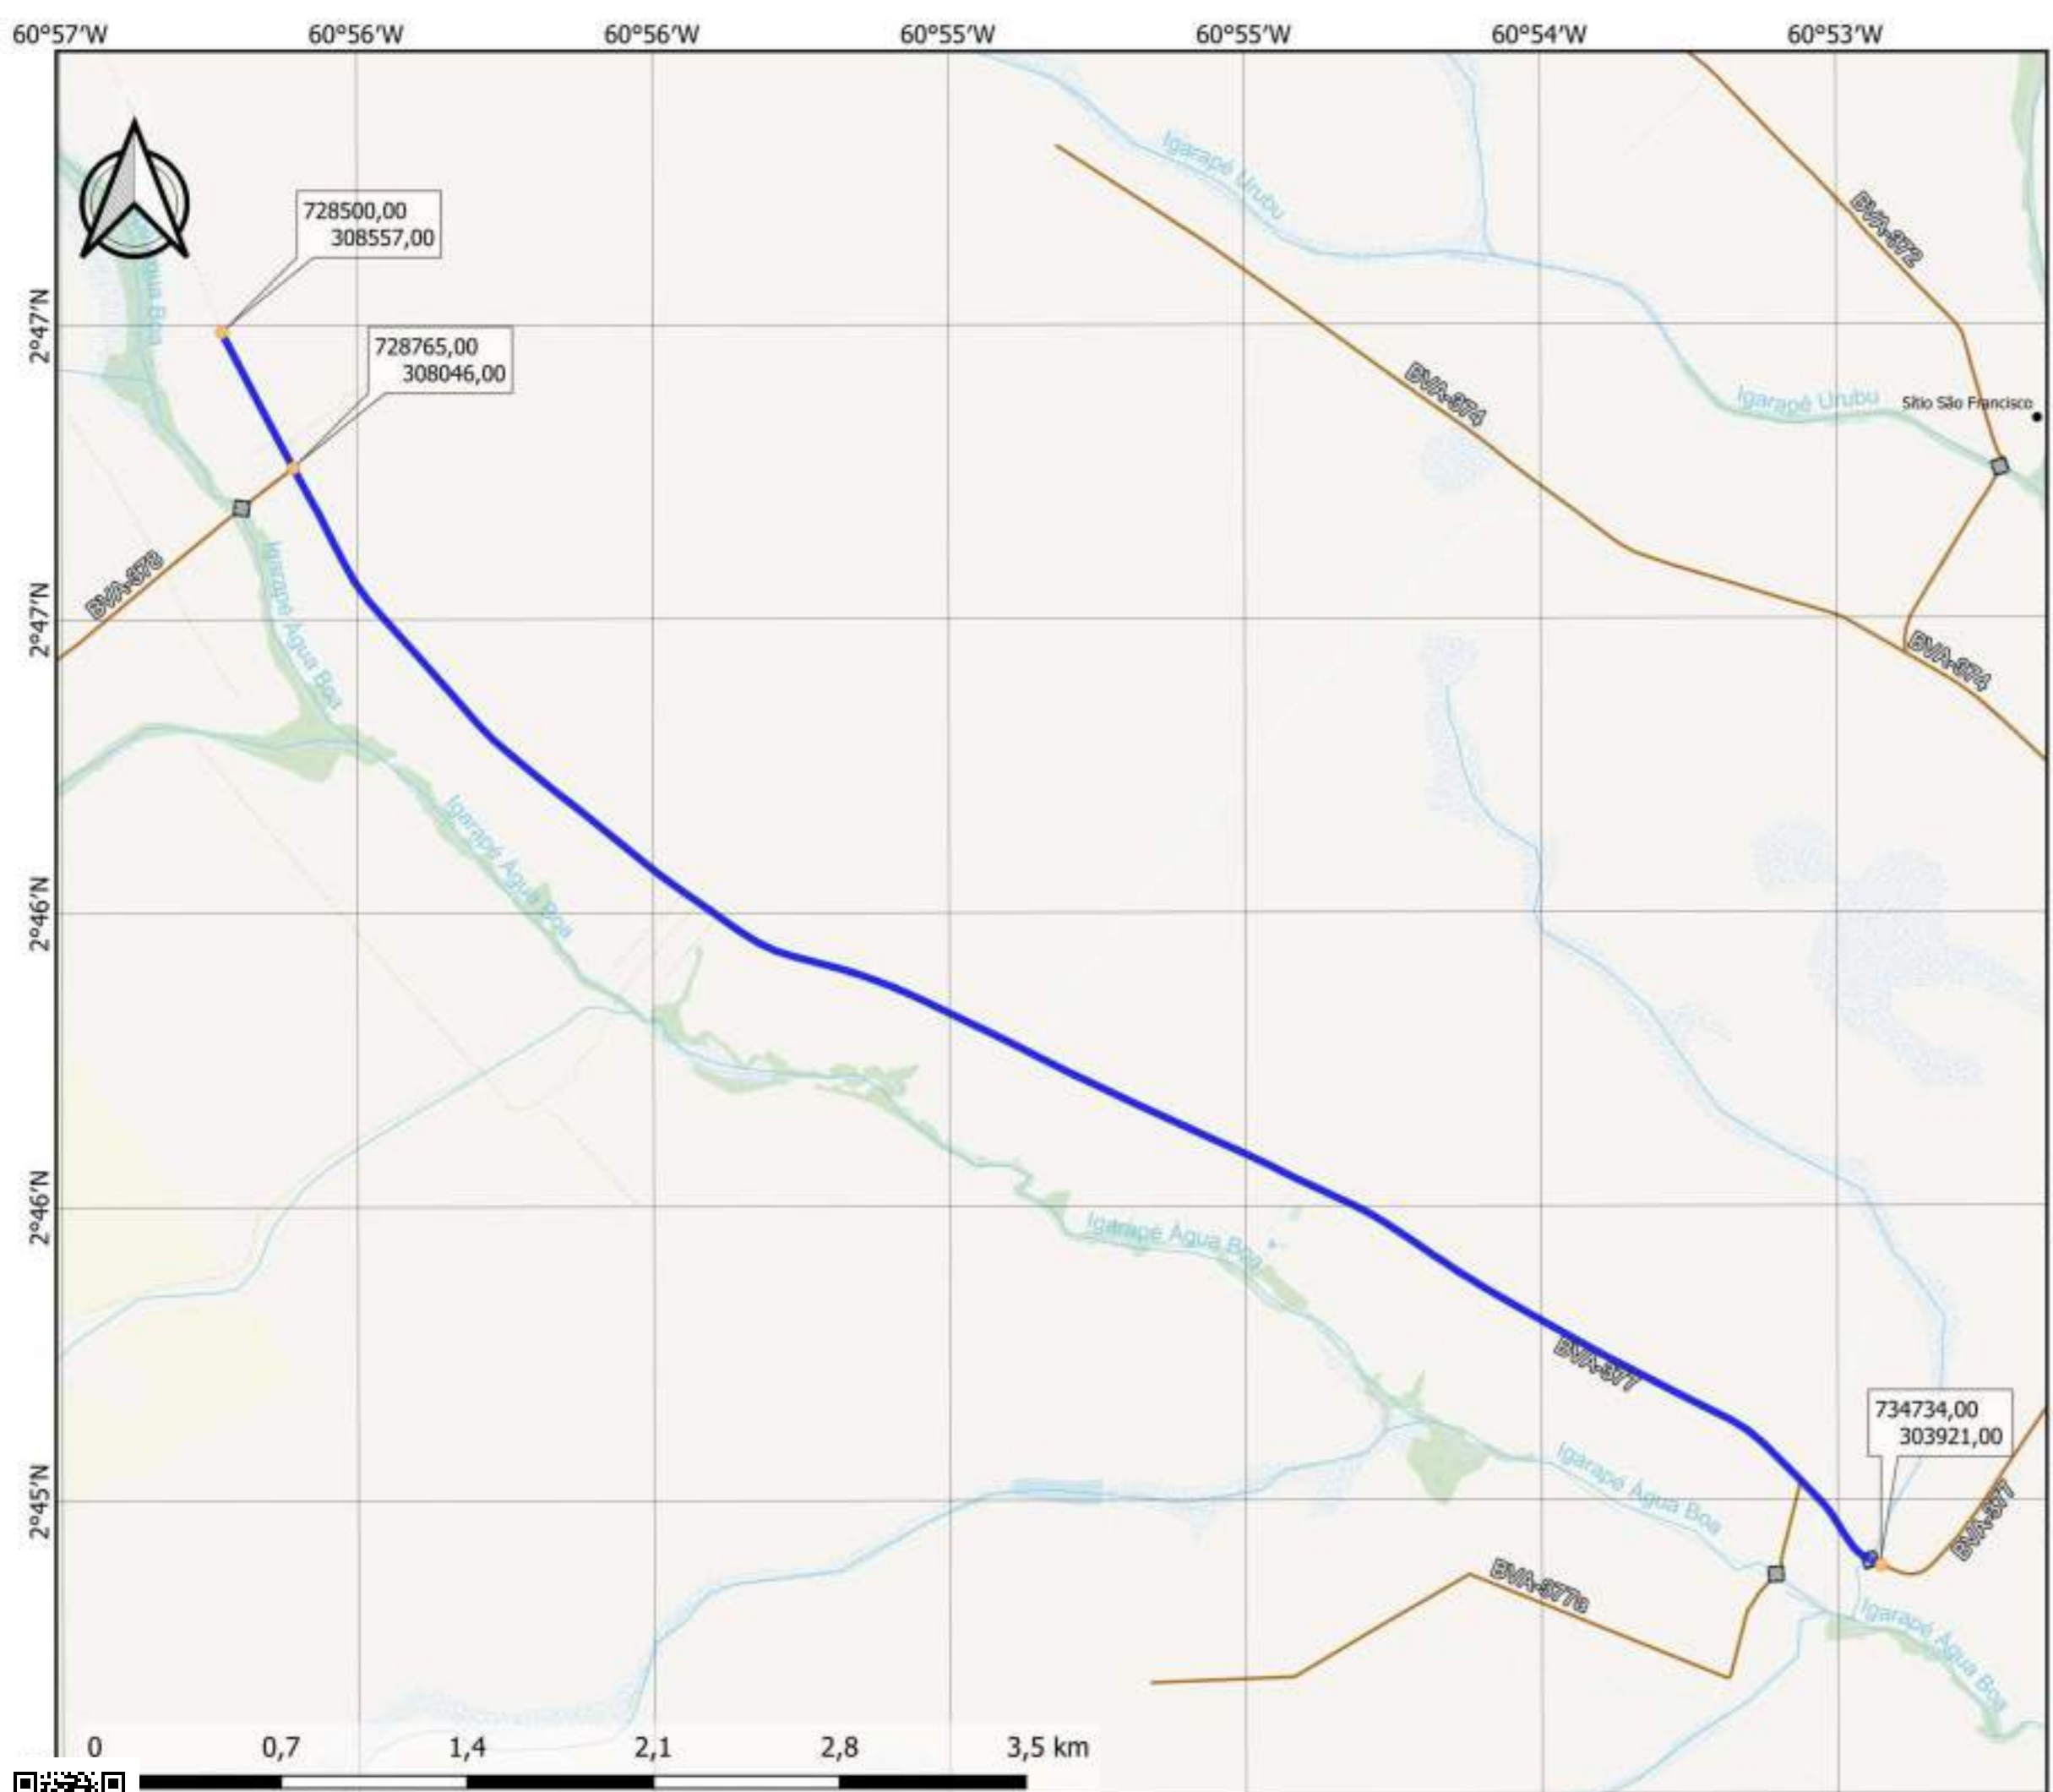 60°57'W 60°56'W 60°56'W 60°55'W 60°55'W 60°54'W 60°53'W
Igarapé Urubu
728500,00
308557,00
BVA-372
2°47'N
728765,00
308046,00
BVA-374
Igarapé Urubu
Sítio São Francisco
BVA-378
Igarapé Água Boa
2°47'N
BVA-374
Igarapé Água Boa
2°46'N
2°46'N
Igarapé Água Boa
BVA-377
734734,00
303921,00
2°45'N
Igarapé Água Boa
BVA-377
BVA-377a
Igarapé Água Boa
0 0,7 1,4 2,1 2,8 3,5 km